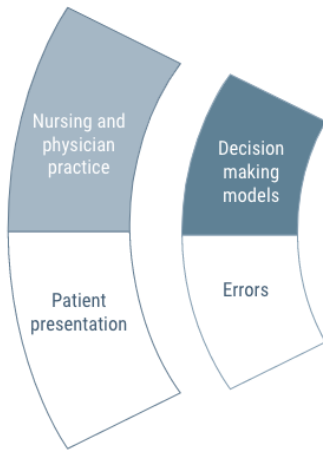 Nursing and
physician
practice
Decision
making
models
Patient
presentation
Errors